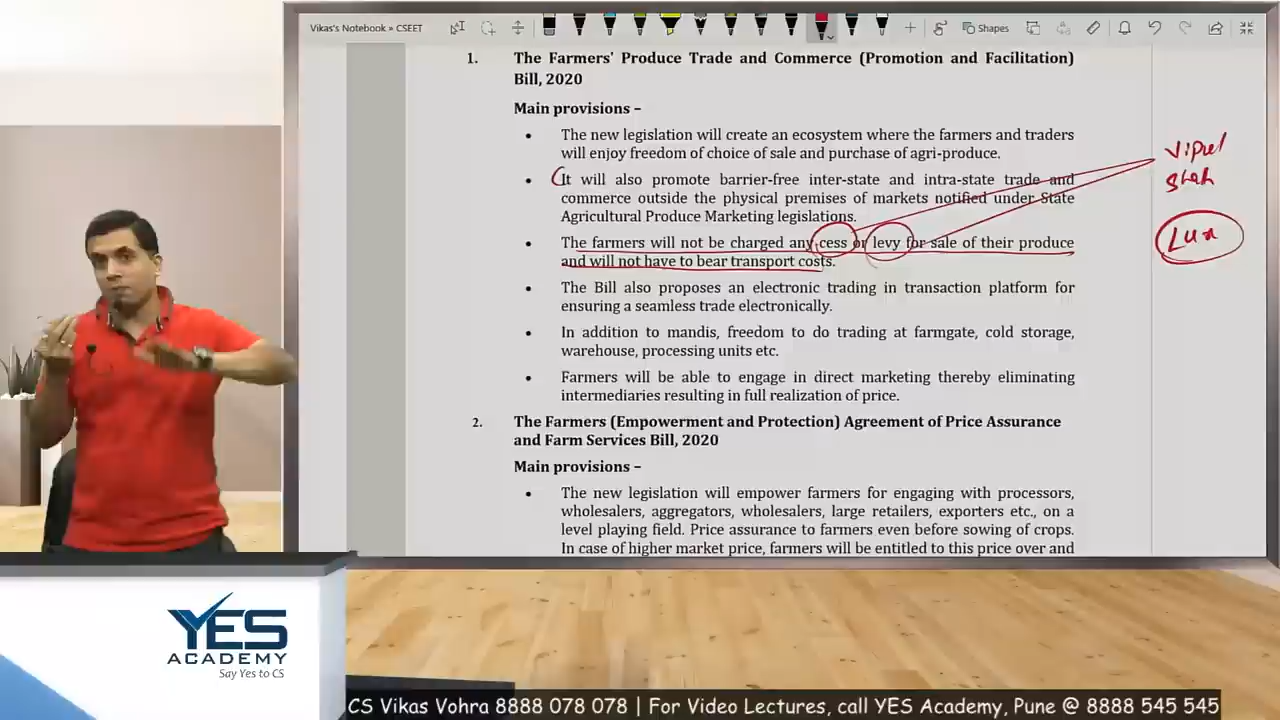 Vikas's Notebook » CSEET
Shapes
1. The Farmers' Produce Trade and Commerce (Promotion and Facilitation)
Bill, 2020
Main provisions –
• The new legislation will create an ecosystem where the farmers and traders
will enjoy freedom of choice of sale and purchase of agri-produce.
• It will also promote barrier-free inter-state and intra-state trade and
commerce outside the physical premises of markets notified under State
Agricultural Produce Marketing legislations.
• The farmers will not be charged any cess or levy for sale of their produce
and will not have to bear transport costs.
• The Bill also proposes an electronic trading in transaction platform for
ensuring a seamless trade electronically.
• In addition to mandis, freedom to do trading at farmgate, cold storage,
warehouse, processing units etc.
• Farmers will be able to engage in direct marketing thereby eliminating
intermediaries resulting in full realization of price.
2. The Farmers (Empowerment and Protection) Agreement of Price Assurance
and Farm Services Bill, 2020
Main provisions –
• The new legislation will empower farmers for engaging with processors,
wholesalers, aggregators, wholesalers, large retailers, exporters etc., on a
level playing field. Price assurance to farmers even before sowing of crops.
In case of higher market price, farmers will be entitled to this price over and
Vipul
Shah
Lux
YES
ACADEMY
Say Yes to CS
CS Vikas Vohra 8888 078 078 | For Video Lectures, call YES Academy, Pune @ 8888 545 545